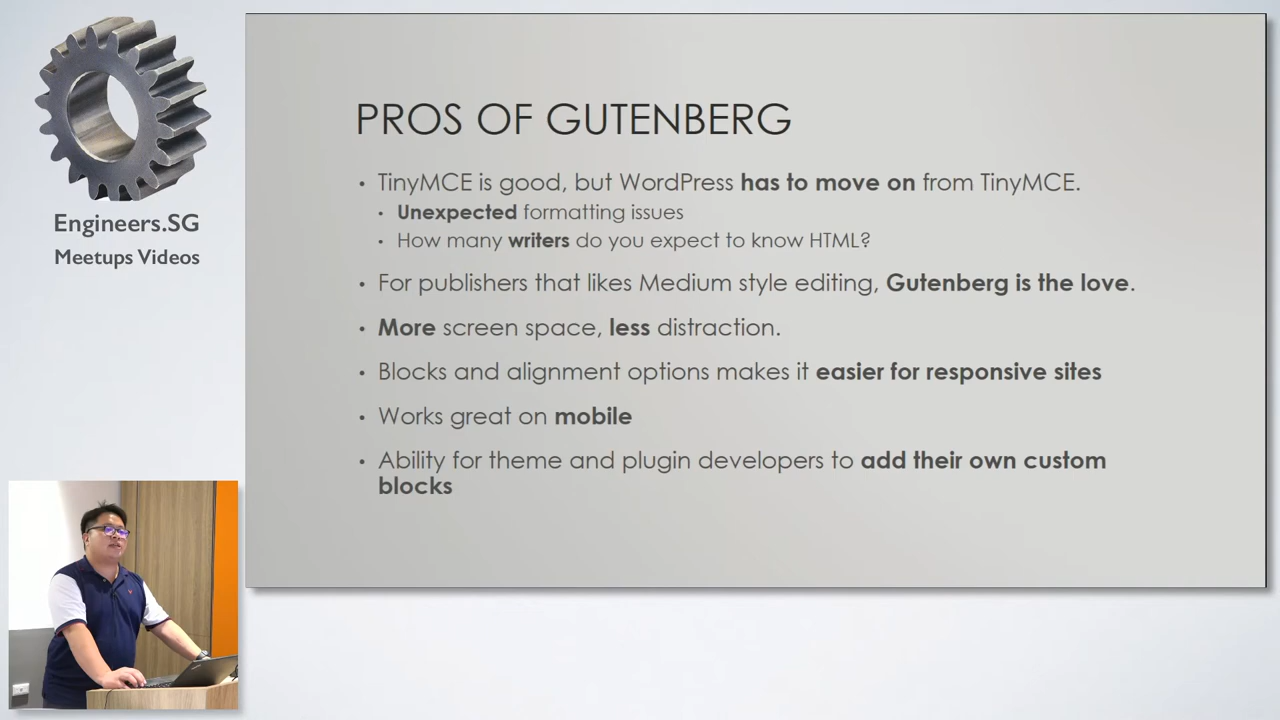 Engineers.SG
Meetups Videos
PROS OF GUTENBERG
• TinyMCE is good, but WordPress has to move on from TinyMCE.
• Unexpected formatting issues
• How many writers do you expect to know HTML?
• For publishers that likes Medium style editing, Gutenberg is the love.
• More screen space, less distraction.
• Blocks and alignment options makes it easier for responsive sites
• Works great on mobile
• Ability for theme and plugin developers to add their own custom
blocks